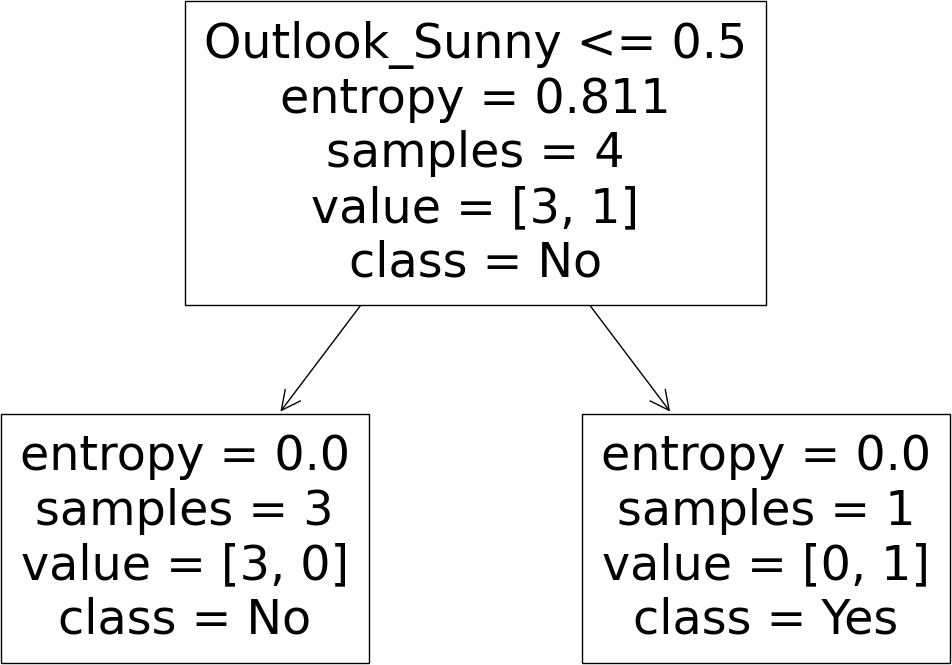 Outlook_Sunny <= 0.5
entropy = 0.811
samples = 4
value = [3, 1]
class = No
entropy = 0.0
samples = 3
value = [3, 0]
class = No
entropy = 0.0
samples = 1
value = [0, 1]
class = Yes